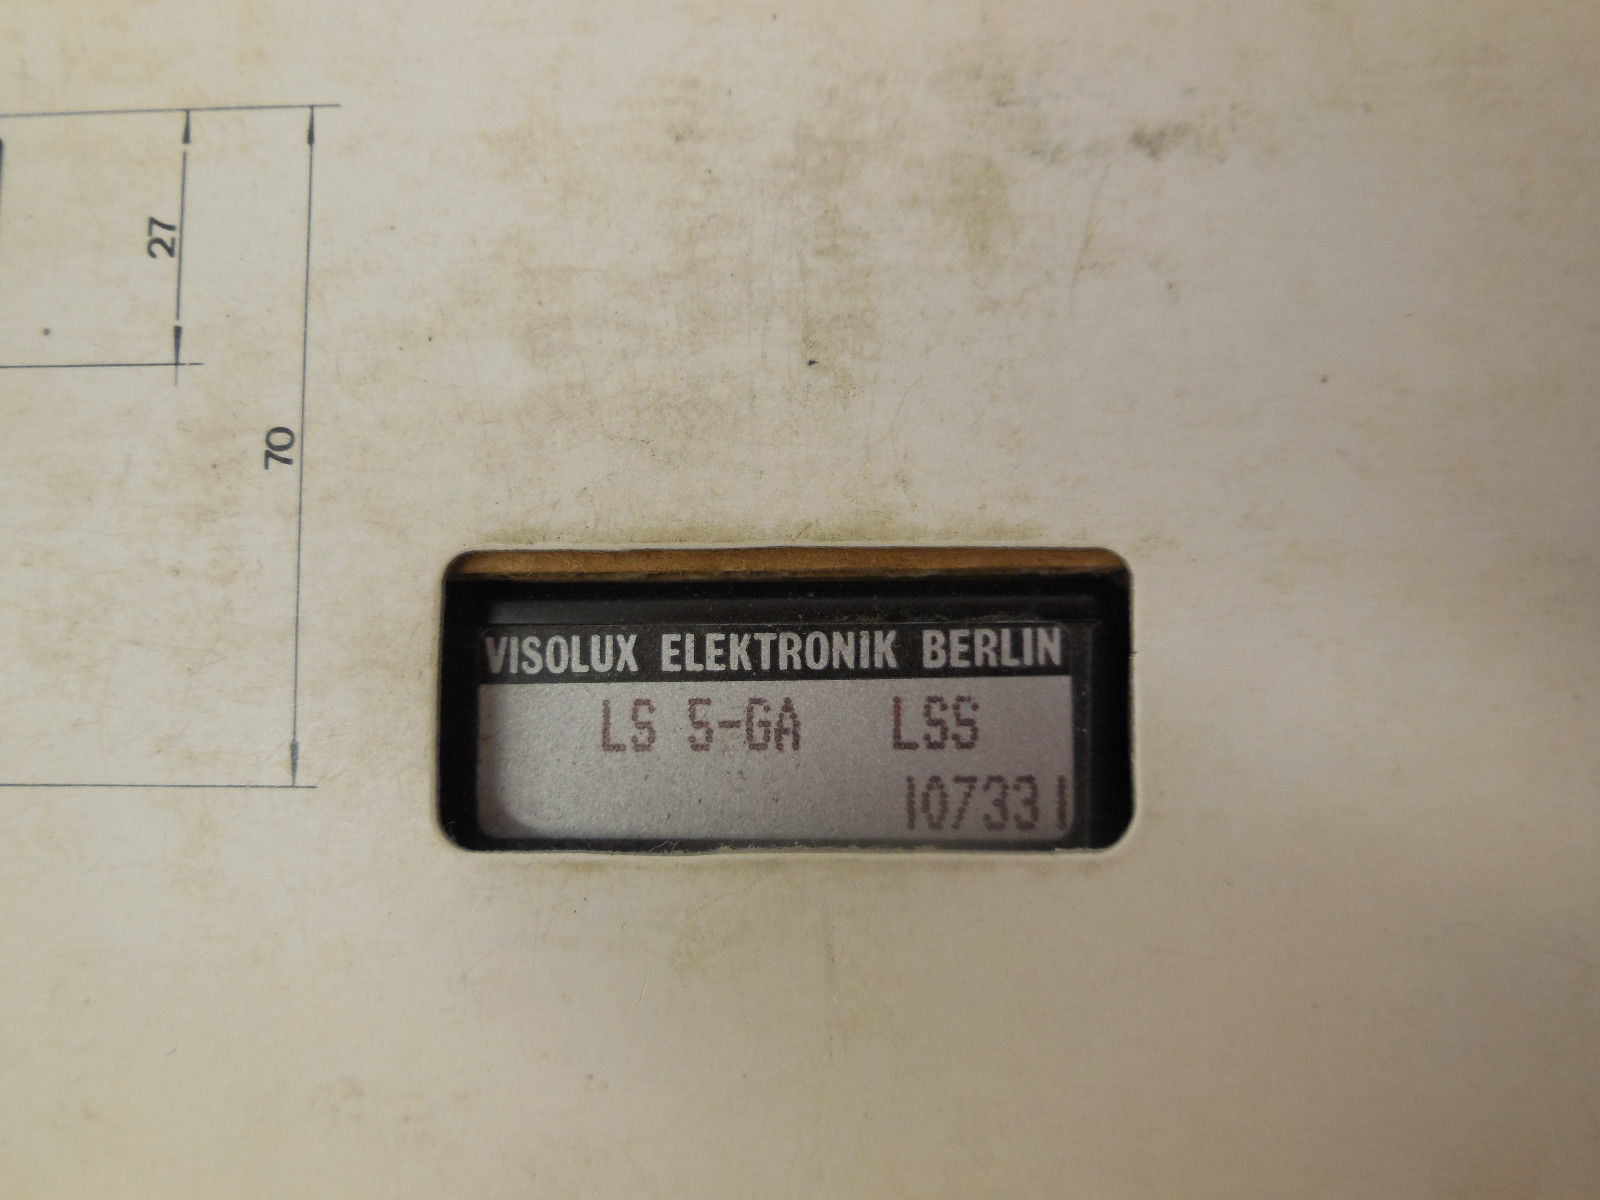 27
70
VISOLUX ELEKTRONIK BERLIN
LS 5-GA LSS
107331